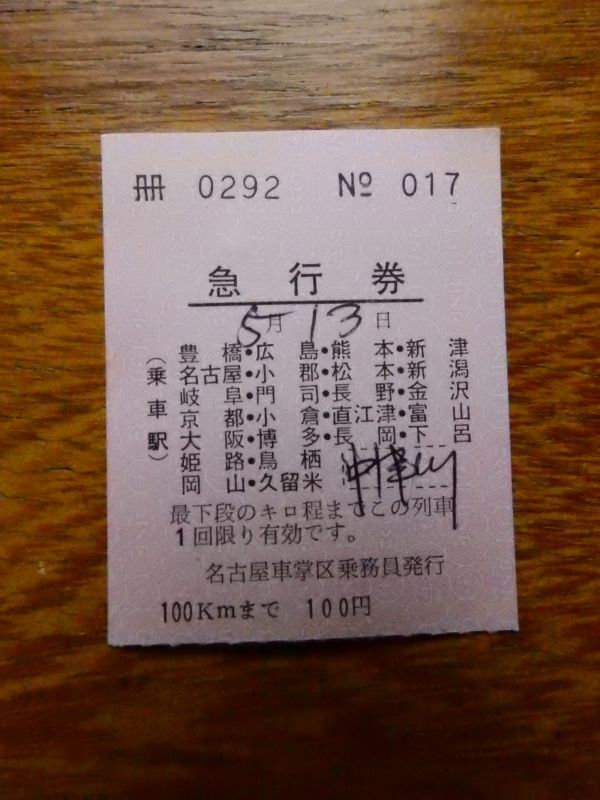 冊 0292 № 017
急行券
5月13日
(乗車駅)
豊橋・広島・熊本・新津
名古屋・小郡・松本・新潟
岐阜・門司・長野・金沢
京都・小倉・直江津・富山
大阪・博多・長岡・下呂
姫路・鳥栖
岡山・久留米 中津川
最下段のキロ程までこの列車
1回限り有効です。
名古屋車掌区乗務員発行
100Kmまで 100円